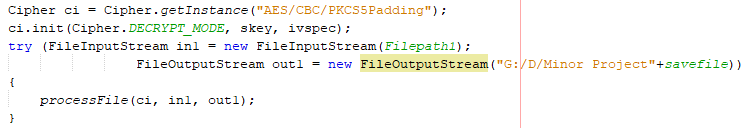 Cipher ci = Cipher.getInstance("AES/CBC/PKCS5Padding");
ci.init(Cipher.DECRYPT_MODE, skey, ivspec);
try (FileInputStream in1 = new FileInputStream(Filepath1);
FileOutputStream out1 = new FileOutputStream("G:/D/Minor Project"+savefile))
{
processFile(ci, in1, out1);
}